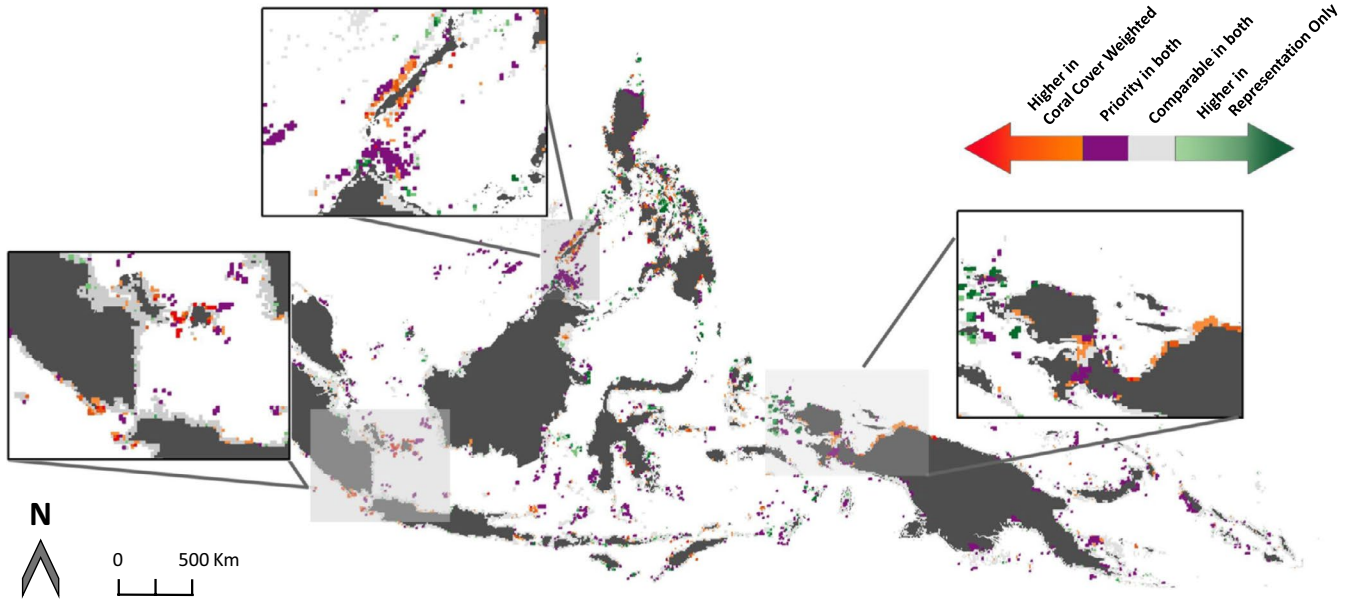 Higher in
Coral Cover Weighted
Priority in both
Comparable in both
Higher in
Representation Only
N
0 500 Km